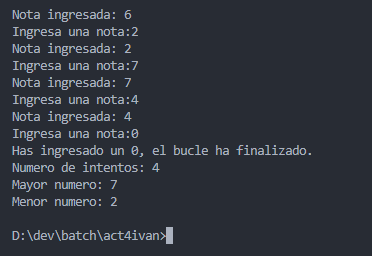 Nota ingresada: 6
Ingresa una nota:2
Nota ingresada: 2
Ingresa una nota:7
Nota ingresada: 7
Ingresa una nota:4
Nota ingresada: 4
Ingresa una nota:0
Has ingresado un 0, el bucle ha finalizado.
Numero de intentos: 4
Mayor numero: 7
Menor numero: 2
D:\dev\batch\act4ivan>